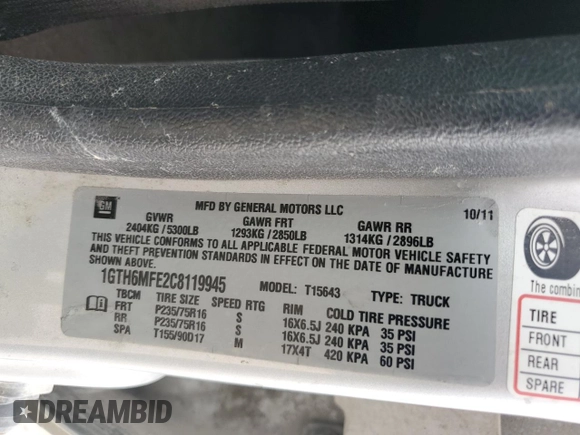 GM
MFD BY GENERAL MOTORS LLC 10/11
GVWR GAWR FRT GAWR RR
2404KG / 5300LB 1293KG / 2850LB 1314KG / 2896LB
THIS VEHICLE CONFORMS TO ALL APPLICABLE FEDERAL MOTOR VEHICLE SAFETY
AND THEFT PREVENTION STANDARDS IN EFFECT ON THE DATE OF MANUFACTURE
SHOWN ABOVE.
1GTH6MFE2C8119945 MODEL: T15643 TYPE: TRUCK
TBCM TIRE SIZE SPEED RTG RIM COLD TIRE PRESSURE
FRT P235/75R16 S 16X6.5J 240 KPA 35 PSI
RR P235/75R16 S 16X6.5J 240 KPA 35 PSI
SPA T155/90D17 M 17X4T 420 KPA 60 PSI
The combin
TIRE
FRONT
REAR
SPARE
DREAMBID